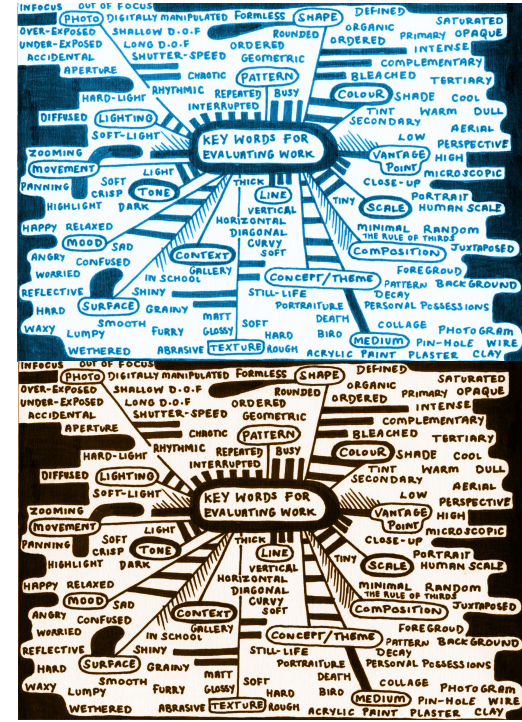 INFOCUS OUT OF FOCUS
PHOTO DIGITALLY MANIPULATED FORMLESS SHAPE DEFINED SATURATED
OVER-EXPOSED SHALLOW D.O.F ROUNDED ORGANIC PRIMARY OPAQUE
UNDER-EXPOSED LONG D.O.F ORDERED ORDERED INTENSE
ACCIDENTAL SHUTTER-SPEED GEOMETRIC COMPLEMENTARY
APERTURE CHAOTIC PATTERN BLEACHED TERTIARY
HARD-LIGHT RHYTHMIC REPEATED BUSY COLOUR SHADE COOL
INTERRUPTED TINT WARM DULL
DIFFUSED LIGHTING SECONDARY
SOFT-LIGHT AERIAL
KEY WORDS FOR LOW PERSPECTIVE
EVALUATING WORK
ZOOMING VANTAGE POINT HIGH
MOVEMENT LIGHT CLOSE-UP MICROSCOPIC
PANNING SOFT TONE THICK LINE
CRISP TINY SCALE PORTRAIT
HIGHLIGHT DARK VERTICAL HUMAN SCALE
HORIZONTAL
HAPPY RELAXED DIAGONAL MINIMAL RANDOM
MOOD SAD CURVY THE RULE OF THIRDS
SOFT COMPOSITION JUXTAPOSED
ANGRY CONFUSED CONTEXT
WORRIED GALLERY FOREGROUD
IN SCHOOL CONCEPT/THEME PATTERN BACKGROUND
REFLECTIVE SHINY STILL-LIFE DECAY
SURFACE GRAINY PORTRAITURE PERSONAL POSSESSIONS
HARD MATT DEATH
WAXY SMOOTH FURRY GLOSSY SOFT BIRO COLLAGE PHOTOGRAM
LUMPY HARD MEDIUM PIN-HOLE WIRE
WETHERED ABRASIVE TEXTURE ROUGH ACRYLIC PAINT PLASTER CLAY
INFOCUS OUT OF FOCUS
PHOTO DIGITALLY MANIPULATED FORMLESS SHAPE DEFINED SATURATED
OVER-EXPOSED SHALLOW D.O.F ROUNDED ORGANIC PRIMARY OPAQUE
UNDER-EXPOSED LONG D.O.F ORDERED ORDERED INTENSE
ACCIDENTAL SHUTTER-SPEED GEOMETRIC COMPLEMENTARY
APERTURE CHAOTIC PATTERN BLEACHED TERTIARY
HARD-LIGHT RHYTHMIC REPEATED BUSY COLOUR SHADE COOL
INTERRUPTED TINT WARM DULL
DIFFUSED LIGHTING SECONDARY
SOFT-LIGHT AERIAL
KEY WORDS FOR LOW PERSPECTIVE
EVALUATING WORK
ZOOMING VANTAGE POINT HIGH
MOVEMENT LIGHT CLOSE-UP MICROSCOPIC
PANNING SOFT TONE THICK LINE
CRISP TINY SCALE PORTRAIT
HIGHLIGHT DARK VERTICAL HUMAN SCALE
HORIZONTAL
HAPPY RELAXED DIAGONAL MINIMAL RANDOM
MOOD SAD CURVY THE RULE OF THIRDS
SOFT COMPOSITION JUXTAPOSED
ANGRY CONFUSED CONTEXT
WORRIED GALLERY FOREGROUD
IN SCHOOL CONCEPT/THEME PATTERN BACKGROUND
REFLECTIVE SHINY STILL-LIFE DECAY
SURFACE GRAINY PORTRAITURE PERSONAL POSSESSIONS
HARD MATT DEATH
WAXY SMOOTH FURRY GLOSSY SOFT BIRO COLLAGE PHOTOGRAM
LUMPY HARD MEDIUM PIN-HOLE WIRE
WETHERED ABRASIVE TEXTURE ROUGH ACRYLIC PAINT PLASTER CLAY